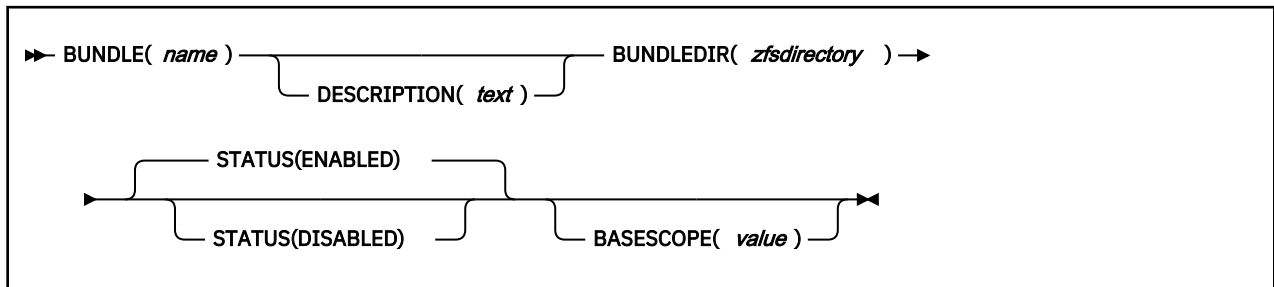 BUNDLE( name ) BUNDLEDIR( zfsdirectory )
DESCRIPTION( text )
STATUS(ENABLED)
STATUS(DISABLED) BASESCOPE( value )